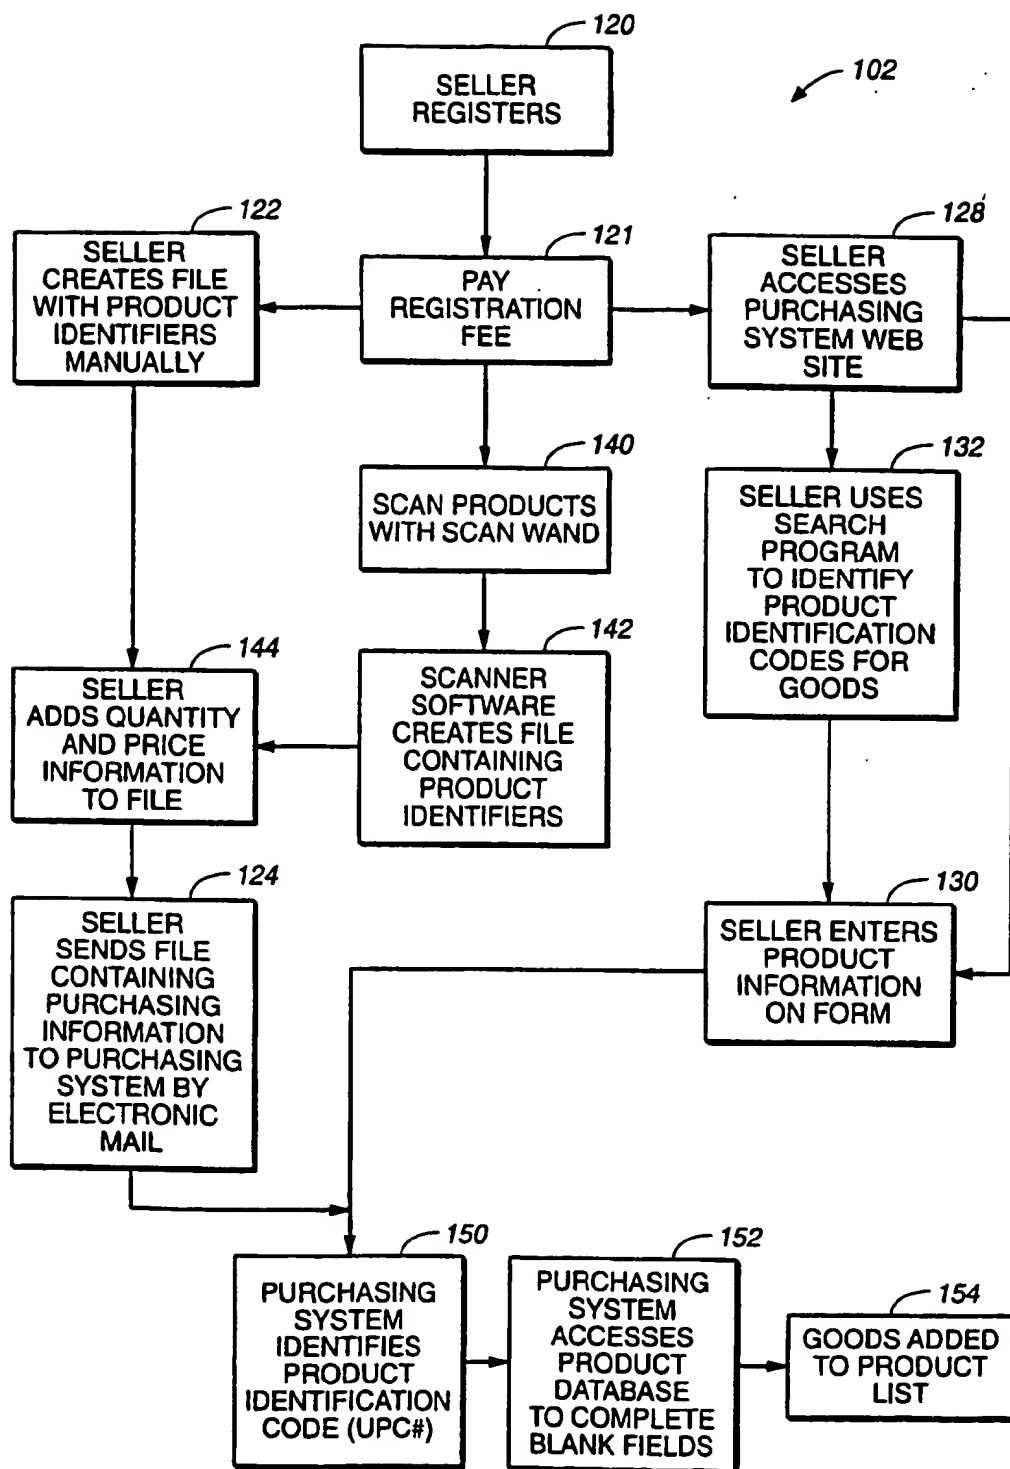 120
SELLER
REGISTERS
102
122
SELLER
CREATES FILE
WITH PRODUCT
IDENTIFIERS
MANUALLY
121
PAY
REGISTRATION
FEE
128
SELLER
ACCESSES
PURCHASING
SYSTEM WEB
SITE
140
SCAN PRODUCTS
WITH SCAN WAND
132
SELLER USES
SEARCH
PROGRAM
TO IDENTIFY
PRODUCT
IDENTIFICATION
CODES FOR
GOODS
144
SELLER
ADDS QUANTITY
AND PRICE
INFORMATION
TO FILE
142
SCANNER
SOFTWARE
CREATES FILE
CONTAINING
PRODUCT
IDENTIFIERS
124
SELLER
SENDS FILE
CONTAINING
PURCHASING
INFORMATION
TO PURCHASING
SYSTEM BY
ELECTRONIC
MAIL
130
SELLER ENTERS
PRODUCT
INFORMATION
ON FORM
150
PURCHASING
SYSTEM
IDENTIFIES
PRODUCT
IDENTIFICATION
CODE (UPC#)
152
PURCHASING
SYSTEM
ACCESSES
PRODUCT
DATABASE
TO COMPLETE
BLANK FIELDS
154
GOODS ADDED
TO PRODUCT
LIST